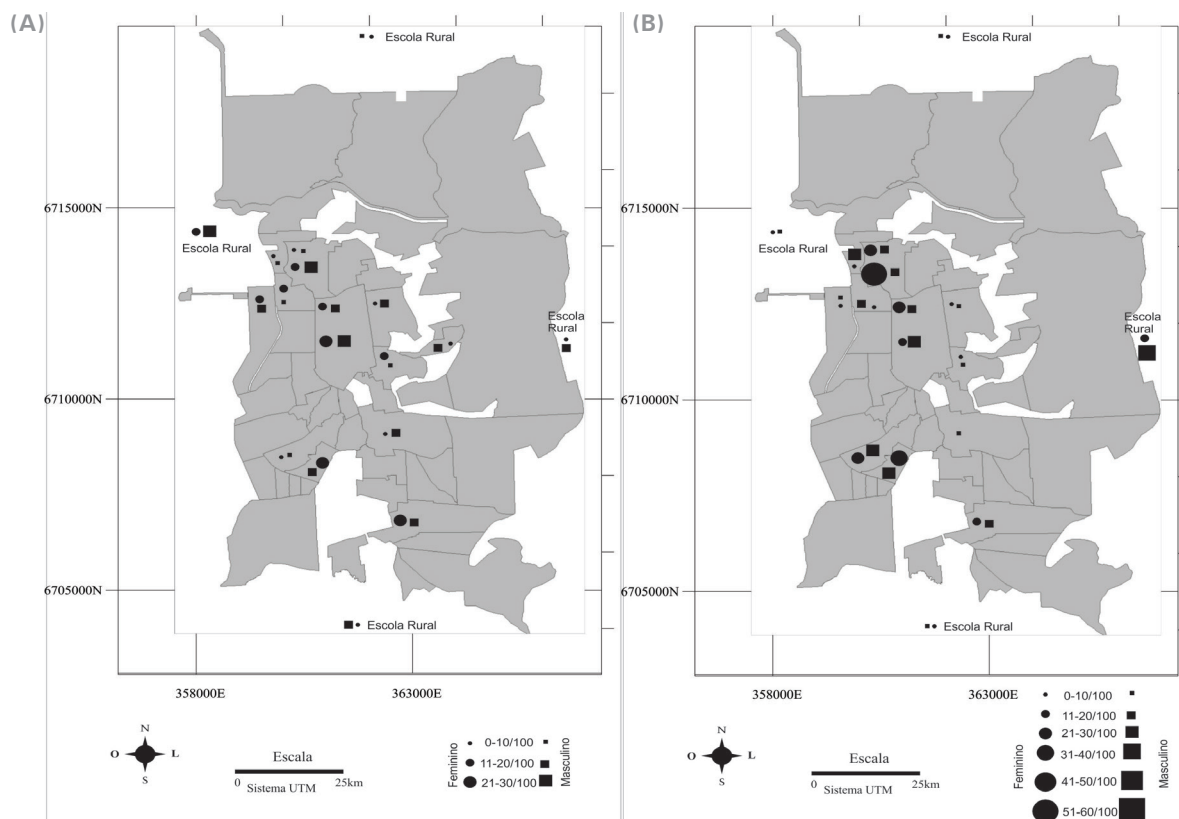 (A)
Escola Rural
6715000N
Escola Rural
Escola
Rural
6710000N
6705000N
Escola Rural
358000E
363000E
N
O
L
S
Escala
0
25km
Sistema UTM
Feminino
0-10/100
11-20/100
21-30/100
Masculino
(B)
Escola Rural
6715000N
Escola Rural
Escola
Rural
6710000N
6705000N
Escola Rural
358000E
363000E
N
O
L
S
Escala
0
25km
Sistema UTM
Feminino
0-10/100
11-20/100
21-30/100
31-40/100
41-50/100
51-60/100
Masculino